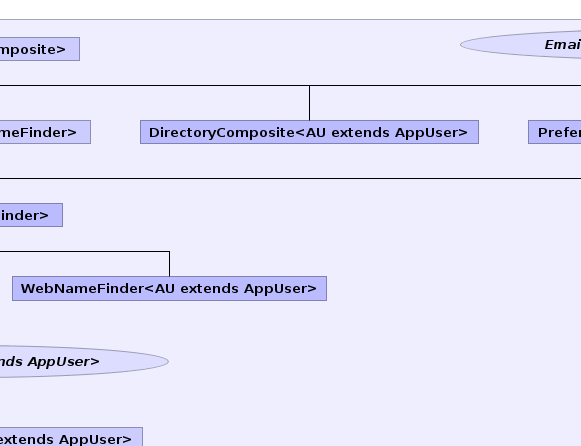 mposite>
Emai
meFinder>
DirectoryComposite<AU extends AppUser>
Prefer
inder>
WebNameFinder<AU extends AppUser>
nds AppUser>
extends AppUser>